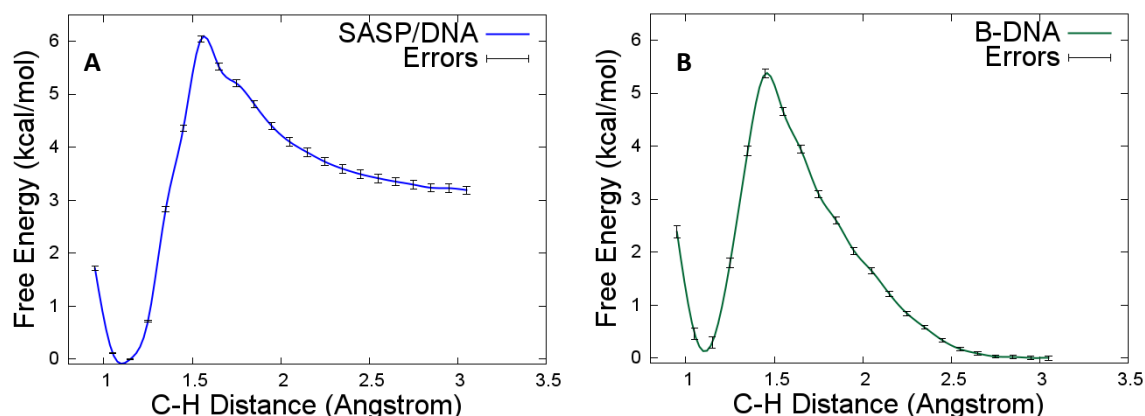 A
SASP/DNA
Errors
Free Energy (kcal/mol)
6
5
4
3
2
1
0
1 1.5 2 2.5 3 3.5
C-H Distance (Angstrom)
B
B-DNA
Errors
Free Energy (kcal/mol)
6
5
4
3
2
1
0
1 1.5 2 2.5 3 3.5
C-H Distance (Angstrom)